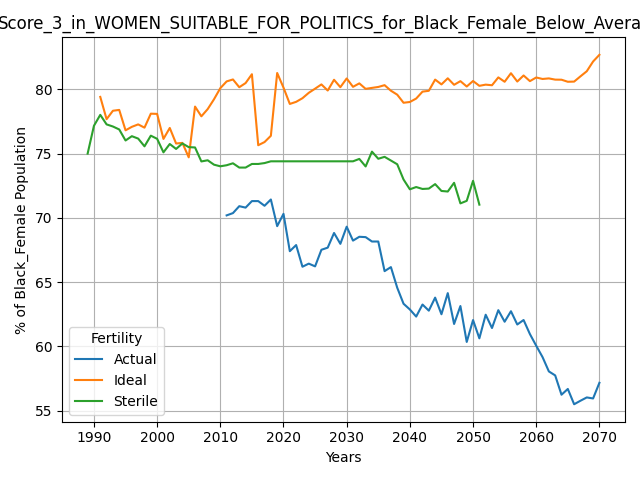 Score_3_in_WOMEN_SUITABLE_FOR_POLITICS_for_Black_Female_Below_Avera
% of Black_Female Population
80
75
70
65
60
55
Fertility
Actual
Ideal
Sterile
1990 2000 2010 2020 2030 2040 2050 2060 2070
Years